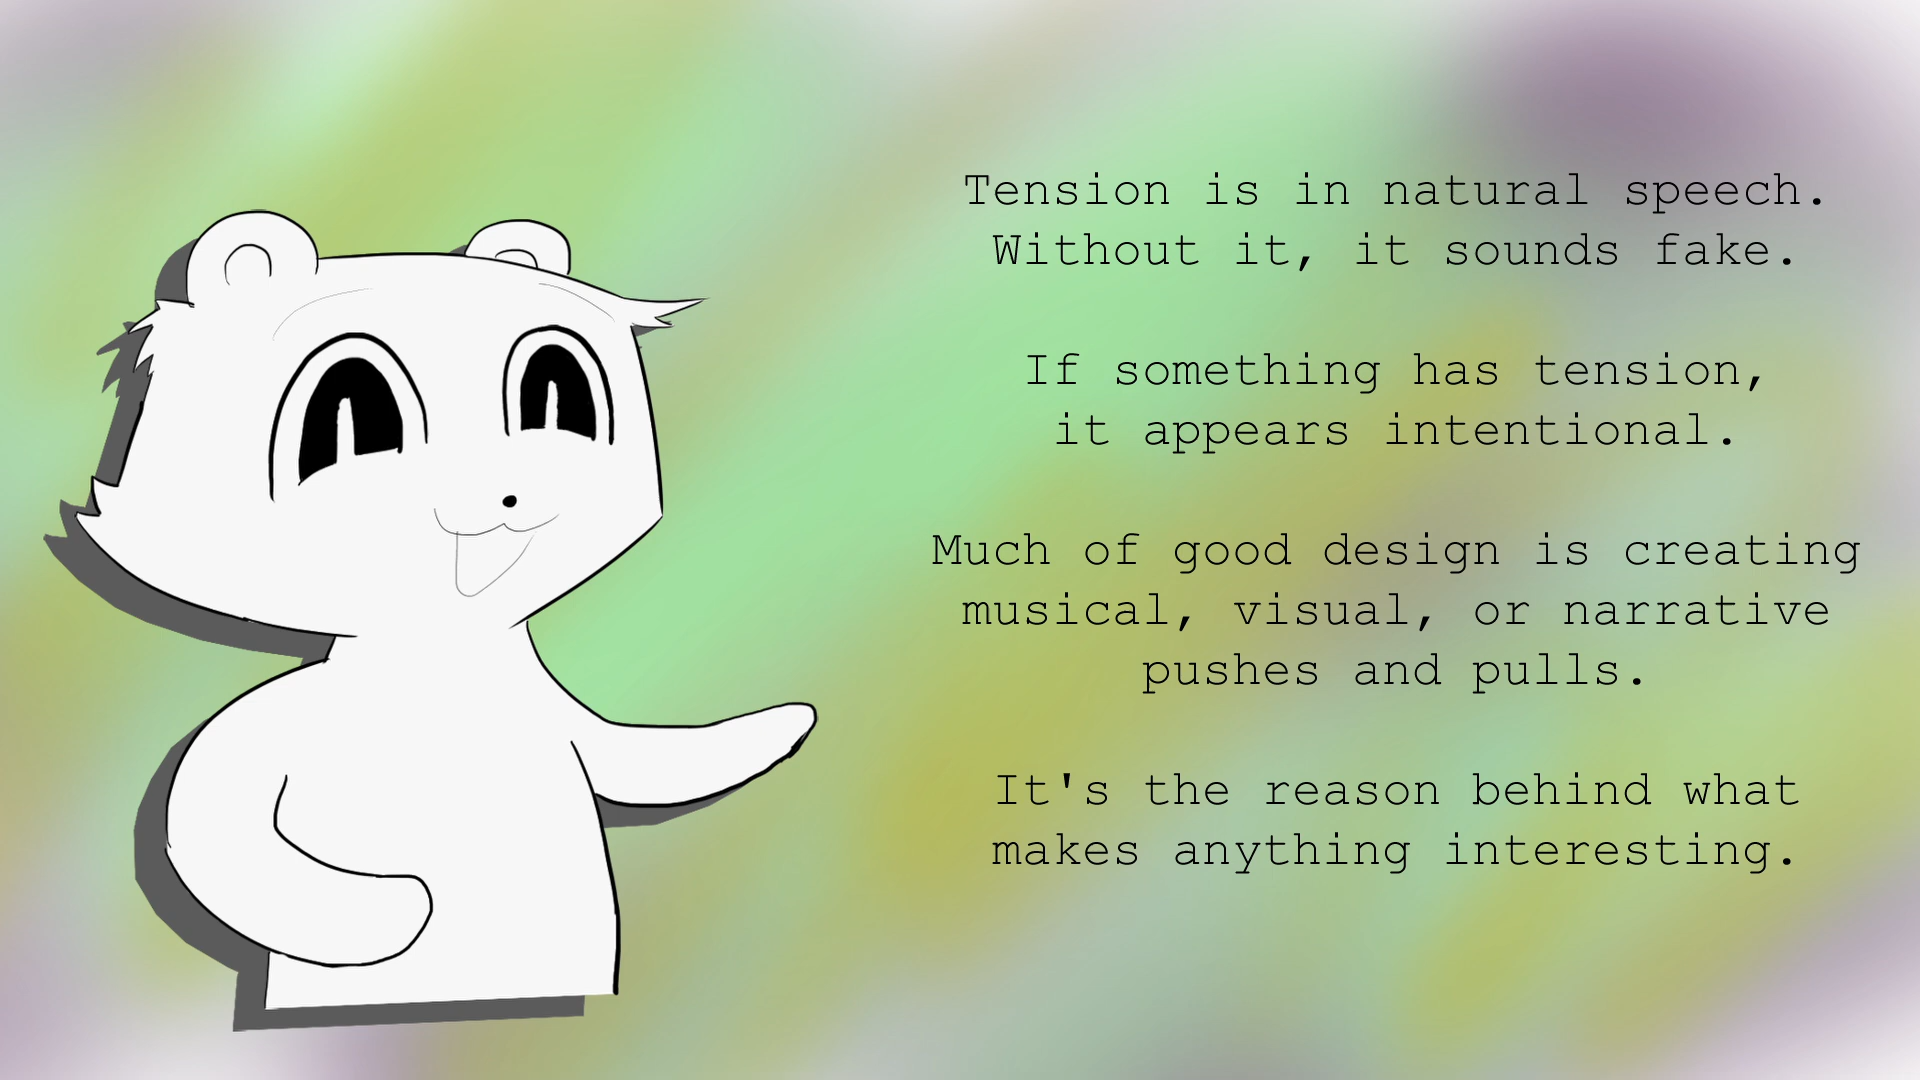 Tension is in natural speech.
Without it, it sounds fake.
If something has tension,
it appears intentional.
Much of good design is creating
musical, visual, or narrative
pushes and pulls.
It's the reason behind what
makes anything interesting.